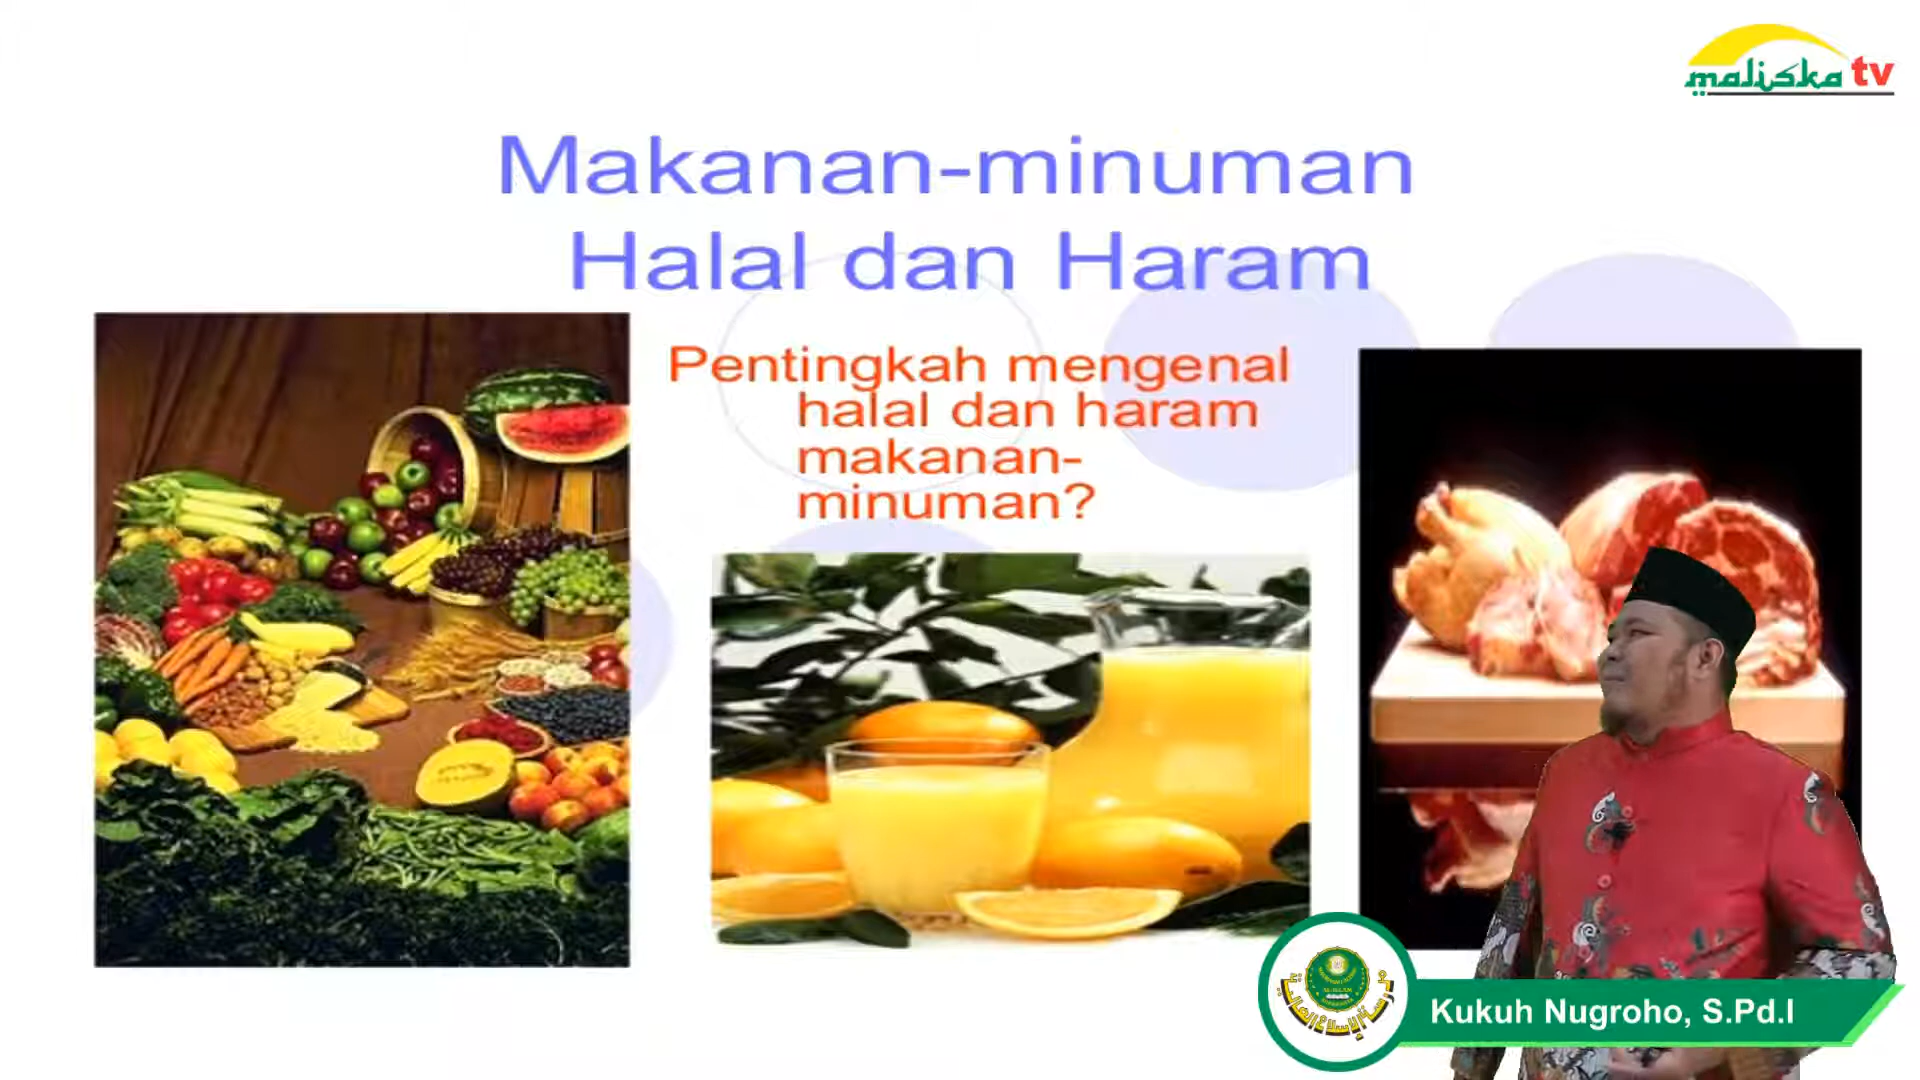 maliska tv
Makanan-minuman
Halal dan Haram
Pentingkah mengenal
halal dan haram
makanan-
minuman?
Kukuh Nugroho, S.Pd.I